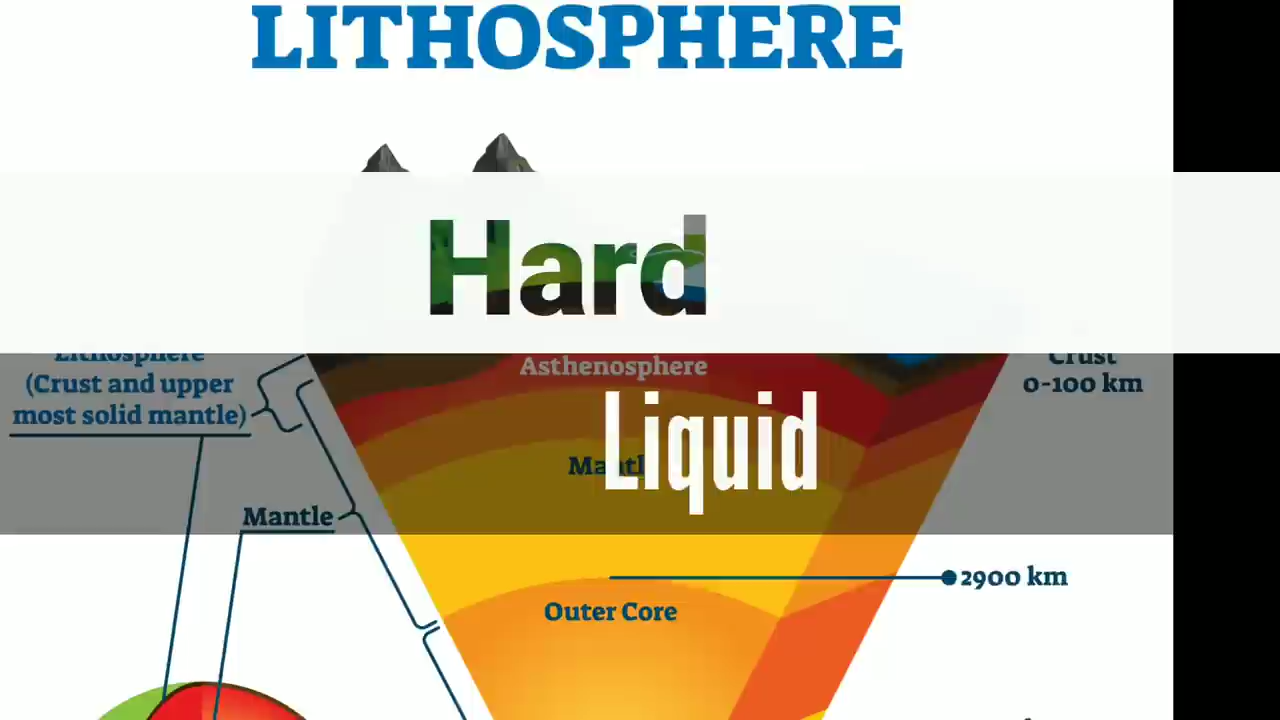 LITHOSPHERE
Hard
Lithosphere
(Crust and upper
most solid mantle)
Asthenosphere
Crust
0-100 km
Liquid
Mantle
2900 km
Outer Core